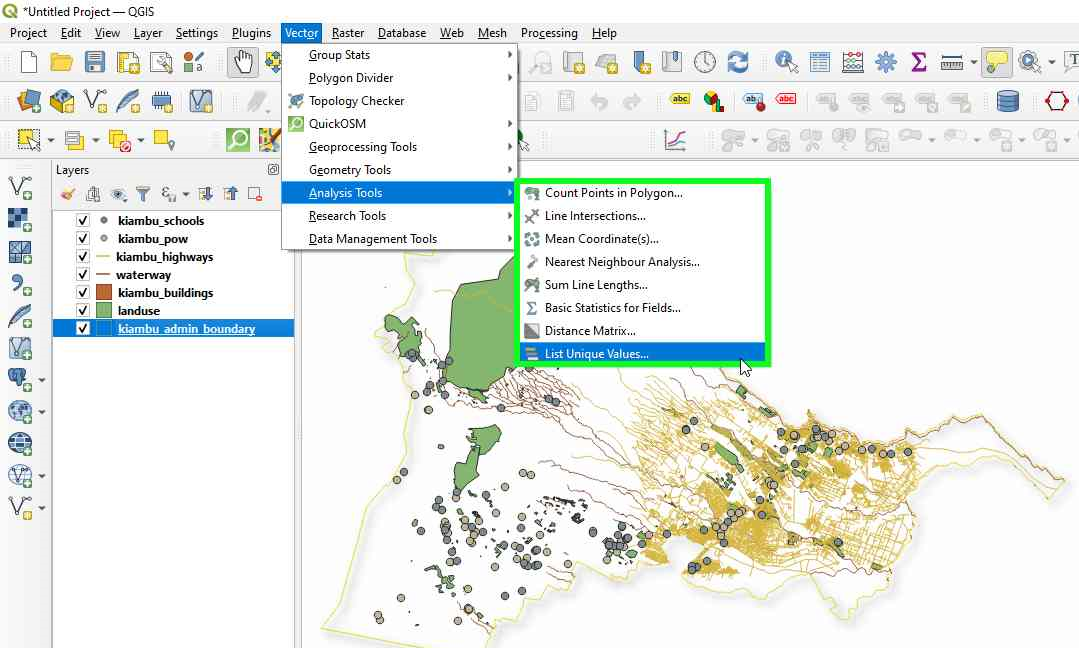 *Untitled Project — QGIS
Project Edit View Layer Settings Plugins Vector Raster Database Web Mesh Processing Help
Group Stats
Polygon Divider
Topology Checker
QuickOSM
Geoprocessing Tools
Geometry Tools
Analysis Tools
Research Tools
Data Management Tools
Count Points in Polygon...
Line Intersections...
Mean Coordinate(s)...
Nearest Neighbour Analysis...
Sum Line Lengths...
Basic Statistics for Fields...
Distance Matrix...
List Unique Values...
abc
ab
abc
Layers
kiambu_schools
kiambu_pow
kiambu_highways
waterway
kiambu_buildings
landuse
kiambu_admin_boundary